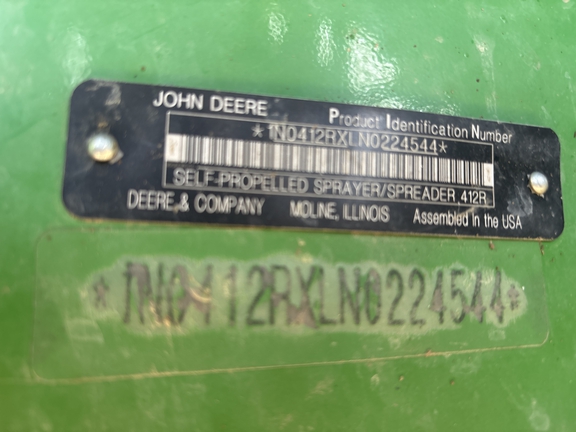 JOHN DEERE
Product Identification Number
*1N0412RXLN0224544*
SELF-PROPELLED SPRAYER/SPREADER 412R
DEERE & COMPANY MOLINE, ILLINOIS Assembled in the USA
*1N0412RXLN0224544*